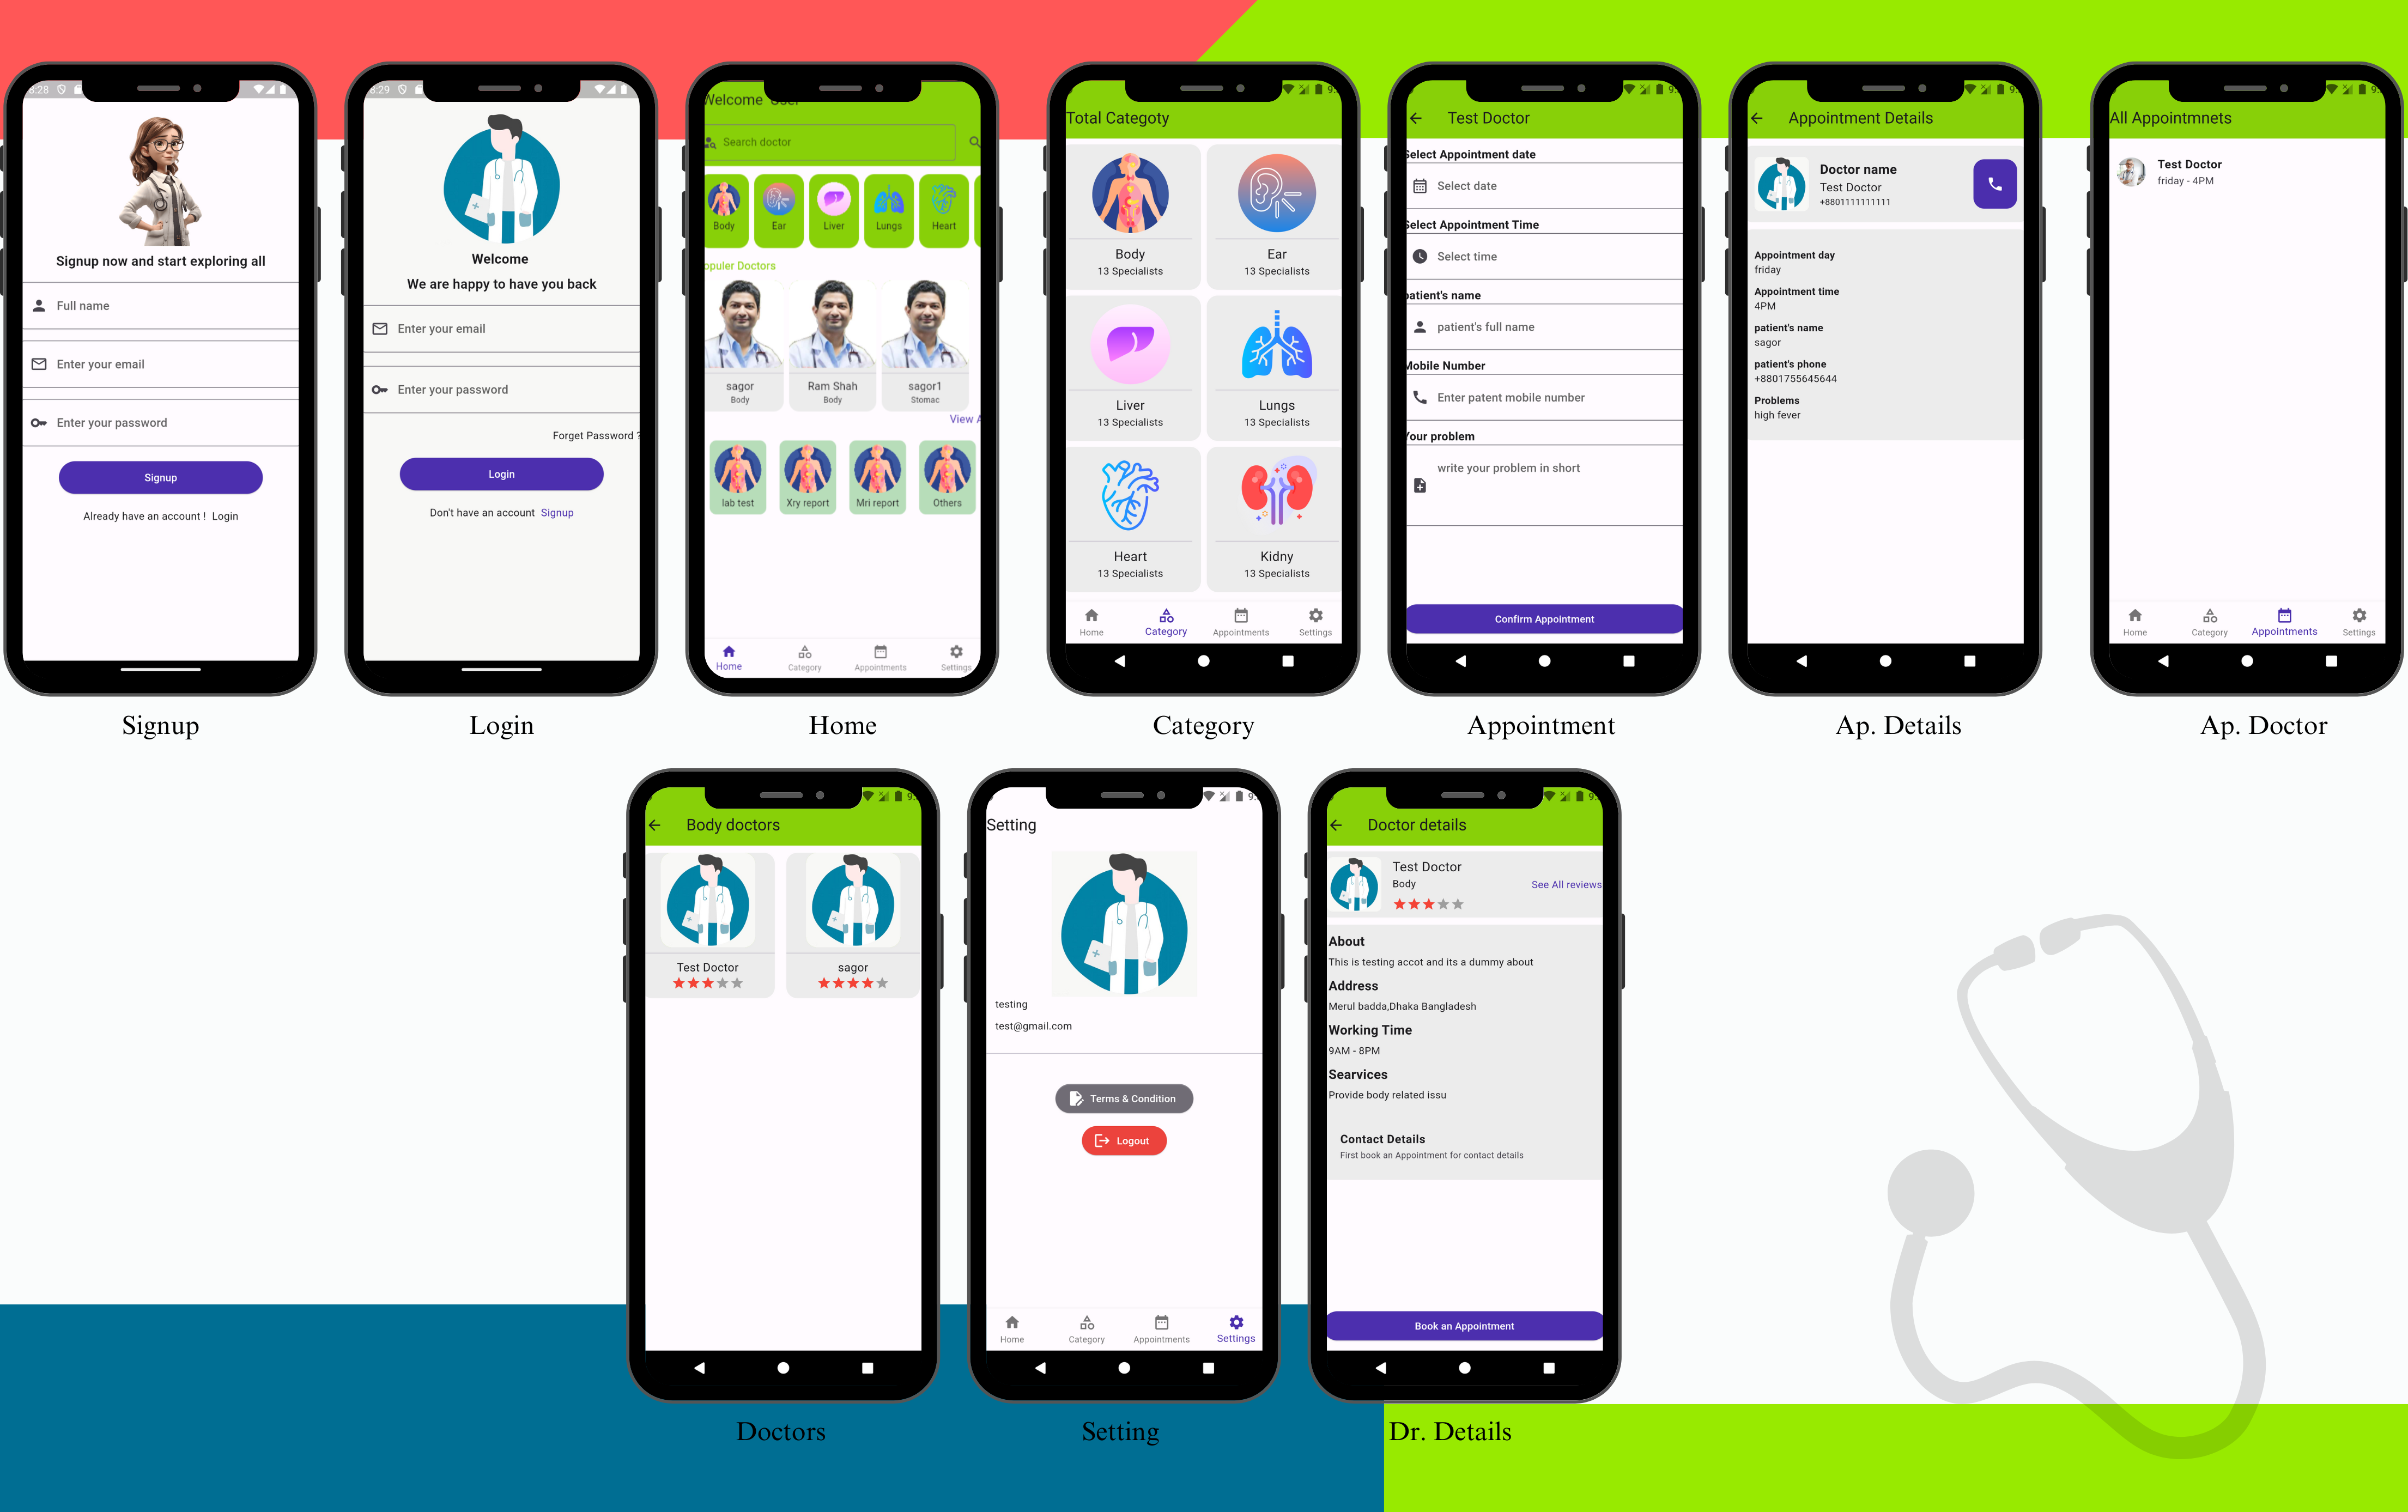 8:28
Signup now and start exploring all
Full name
Enter your email
Enter your password
Signup
Already have an account ! Login
Signup
8:29
Welcome
We are happy to have you back
Enter your email
Enter your password
Forget Password ?
Login
Don't have an account Signup
Login
Welcome User
Search doctor
Body Ear Liver Lungs Heart
opuler Doctors
sagor Ram Shah sagor1
Body Body Stomac
View A
lab test Xry report Mri report Others
Home Category Appointments Settings
Home
9:
Total Categoty
Body Ear
13 Specialists 13 Specialists
Liver Lungs
13 Specialists 13 Specialists
Heart Kidny
13 Specialists 13 Specialists
Home Category Appointments Settings
Category
9:
Test Doctor
Select Appointment date
Select date
Select Appointment Time
Select time
patient's name
patient's full name
Mobile Number
Enter patent mobile number
Your problem
write your problem in short
Confirm Appointment
Appointment
9:
Appointment Details
Doctor name
Test Doctor
+8801111111111
Appointment day
friday
Appointment time
4PM
patient's name
sagor
patient's phone
+8801755645644
Problems
high fever
Ap. Details
9:
All Appointmnets
Test Doctor
friday - 4PM
Home Category Appointments Settings
Ap. Doctor
9:
Body doctors
Test Doctor sagor
Doctors
9:
Setting
testing
test@gmail.com
Terms & Condition
Logout
Home Category Appointments Settings
Setting
9:
Doctor details
Test Doctor
Body
See All reviews
About
This is testing accot and its a dummy about
Address
Merul badda,Dhaka Bangladesh
Working Time
9AM - 8PM
Searvices
Provide body related issu
Contact Details
First book an Appointment for contact details
Book an Appointment
Dr. Details